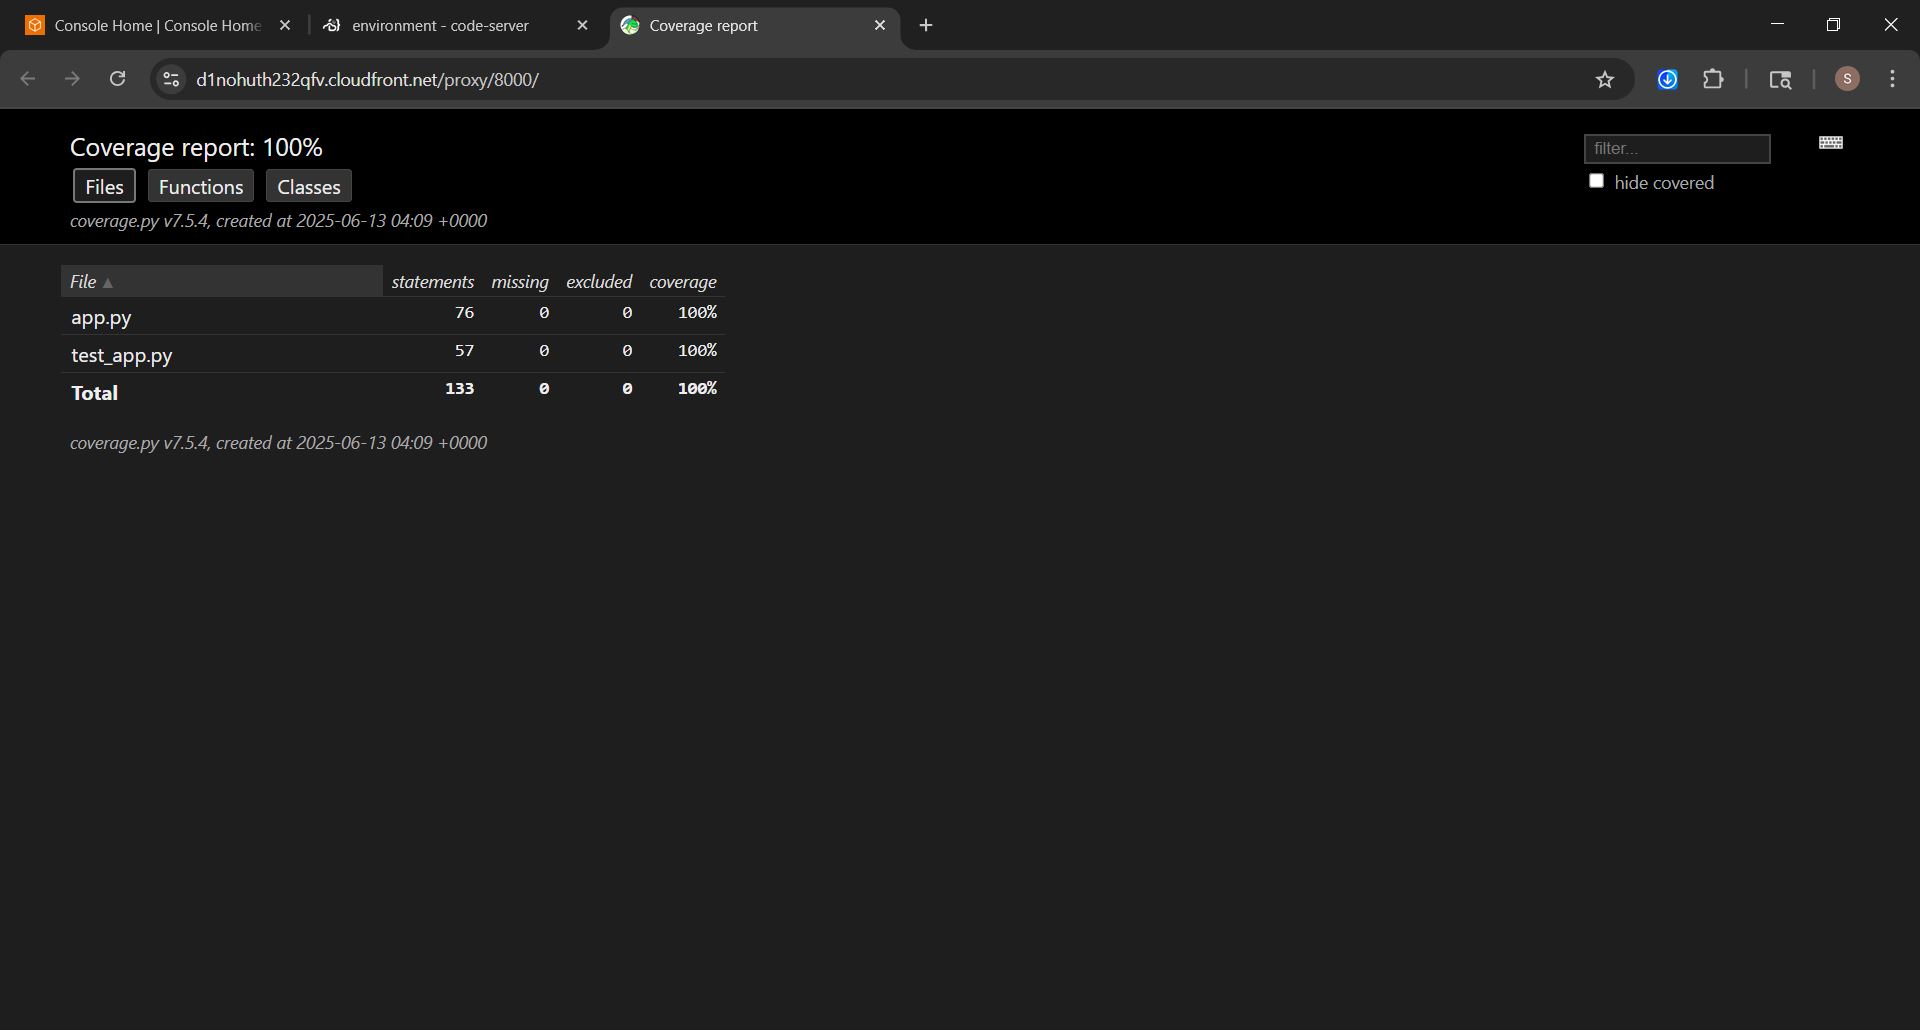 Console Home | Console Home
environment - code-server
Coverage report
d1nohuth232qfv.cloudfront.net/proxy/8000/
S
Coverage report: 100%
filter...
Files Functions Classes
hide covered
coverage.py v7.5.4, created at 2025-06-13 04:09 +0000
File ▲ statements missing excluded coverage
app.py 76 0 0 100%
test_app.py 57 0 0 100%
Total 133 0 0 100%
coverage.py v7.5.4, created at 2025-06-13 04:09 +0000